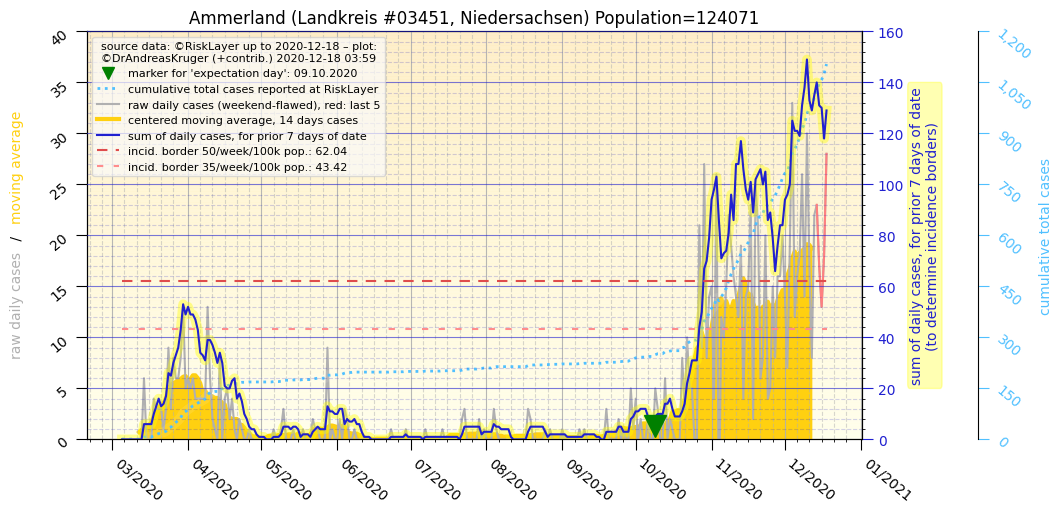 Ammerland (Landkreis #03451, Niedersachsen) Population=124071
source data: ©RiskLayer up to 2020-12-18 – plot:
©DrAndreasKruger (+contrib.) 2020-12-18 03:59
marker for 'expectation day': 09.10.2020
cumulative total cases reported at RiskLayer
raw daily cases (weekend-flawed), red: last 5
centered moving average, 14 days cases
sum of daily cases, for prior 7 days of date
incid. border 50/week/100k pop.: 62.04
incid. border 35/week/100k pop.: 43.42
raw daily cases / moving average
40
35
30
25
20
15
10
5
0
03/2020
04/2020
05/2020
06/2020
07/2020
08/2020
09/2020
10/2020
11/2020
12/2020
01/2021
160
140
120
100
80
60
40
20
0
sum of daily cases, for prior 7 days of date
(to determine incidence borders)
1,200
1,050
900
750
600
450
300
150
0
cumulative total cases